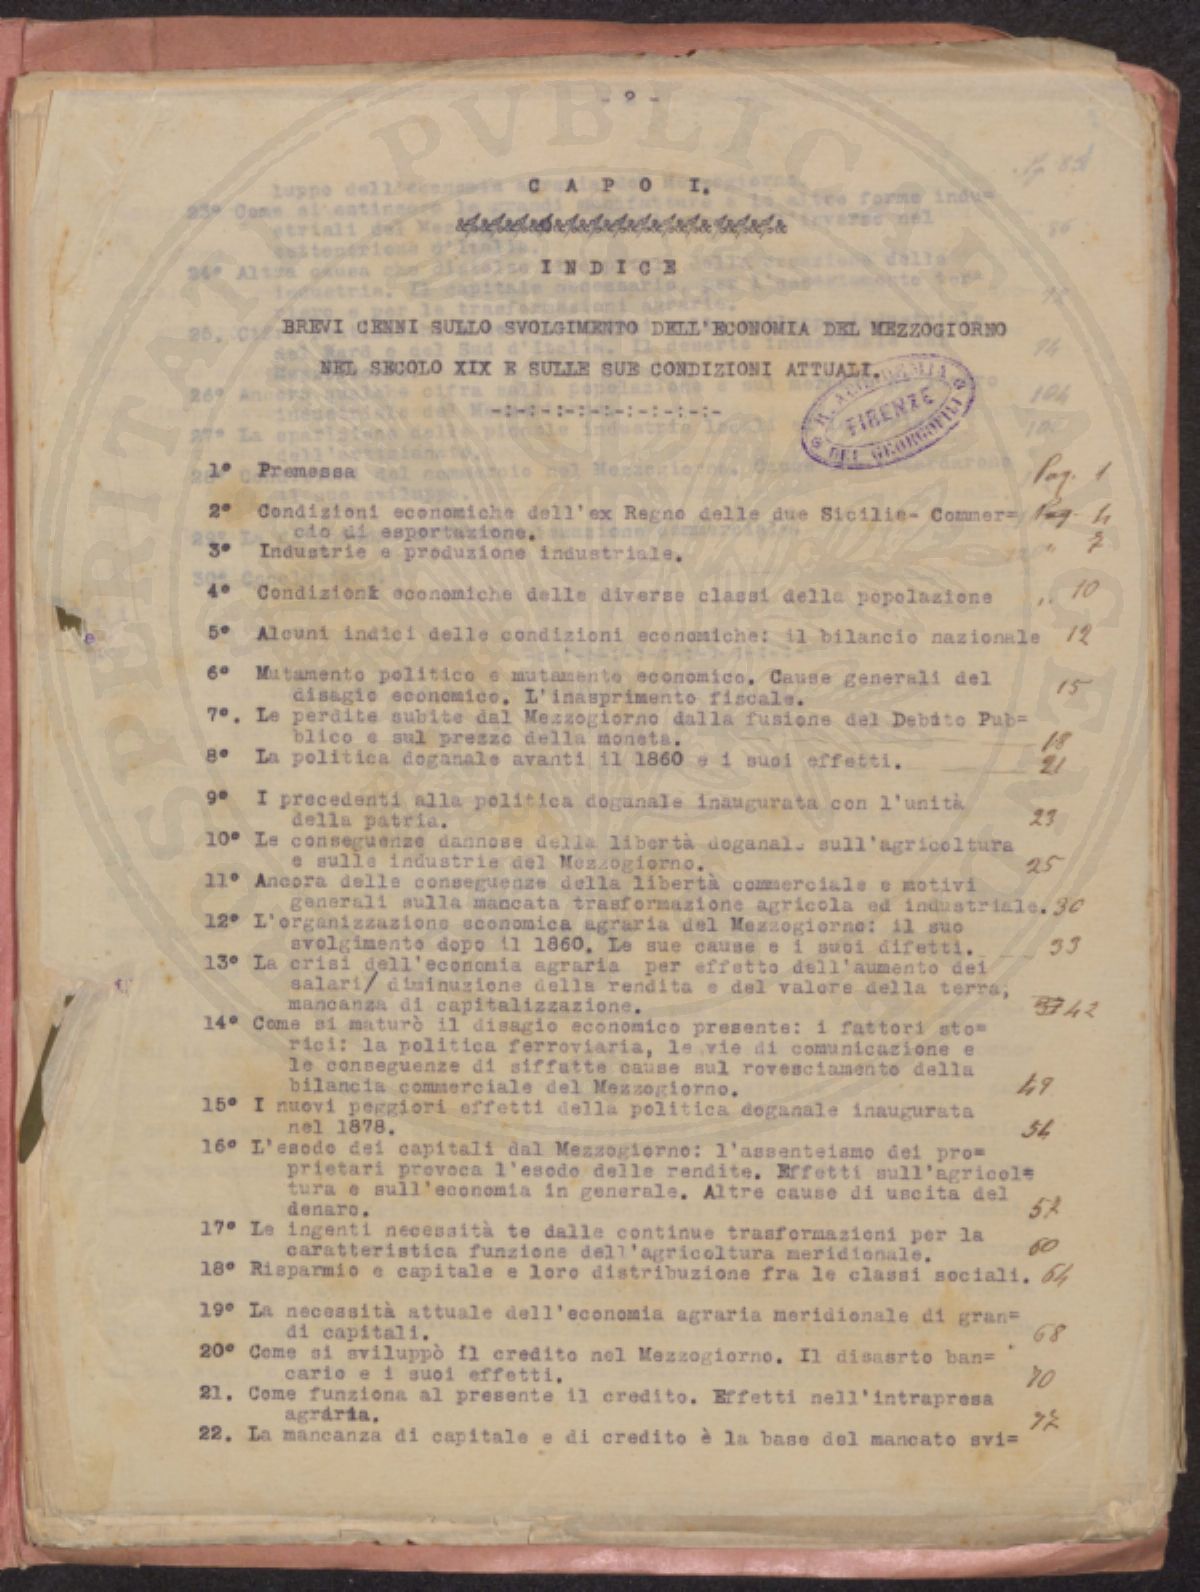 - 2 -
C A P O I.
I N D I C E
BREVI CENNI SULLO SVOLGIMENTO DELL'ECONOMIA DEL MEZZOGIORNO
NEL SECOLO XIX E SULLE SUE CONDIZIONI ATTUALI.
R. ACCADEMIA
FIRENZE
DEI GEORGOFILI
-:-:-:-:-:-:-:-:-:-
1° Premessa Pag. 1
2° Condizioni economiche dell'ex Regno delle due Sicilie- Commer= Pag. 4
cio di esportazione.
3° Industrie e produzione industriale. 7
4° Condizioni economiche delle diverse classi della popolazione ,, 10
5° Alcuni indici delle condizioni economiche: il bilancio nazionale 12
6° Mutamento politico e mutamento economico. Cause generali del
disagio economico. L'inasprimento fiscale. 15
7°. Le perdite subite dal Mezzogiorno dalla fusione del Debito Pub=
blico e sul prezzo della moneta. 18
8° La politica doganale avanti il 1860 e i suoi effetti. 21
9° I precedenti alla politica doganale inaugurata con l'unità
della patria. 23
10° Le conseguenze dannose della libertà doganale sull'agricoltura
e sulle industrie del Mezzogiorno. 25
11° Ancora delle conseguenze della libertà commerciale e motivi
generali sulla mancata trasformazione agricola ed industriale. 30
12° L'organizzazione economica agraria del Mezzogiorno: il suo
svolgimento dopo il 1860. Le sue cause e i suoi difetti. 33
13° La crisi dell'economia agraria per effetto dell'aumento dei
salari/ diminuzione della rendita e del valore della terra,
mancanza di capitalizzazione. 37 42
14° Come si maturò il disagio economico presente: i fattori sto=
rici: la politica ferroviaria, le vie di comunicazione e
le conseguenze di siffatte cause sul rovesciamento della
bilancia commerciale del Mezzogiorno. 49
15° I nuovi peggiori effetti della politica doganale inaugurata
nel 1878. 54
16° L'esodo dei capitali dal Mezzogiorno: l'assenteismo dei pro=
prietari provoca l'esodo delle rendite. Effetti sull'agricol=
tura e sull'economia in generale. Altre cause di uscita del
denaro. 57
17° Le ingenti necessità te dalle continue trasformazioni per la
caratteristica funzione dell'agricoltura meridionale. 60
18° Risparmio e capitale e loro distribuzione fra le classi sociali. 64
19° La necessità attuale dell'economia agraria meridionale di gran=
di capitali. 68
20° Come si sviluppò il credito nel Mezzogiorno. Il disasrto ban=
cario e i suoi effetti. 70
21. Come funziona al presente il credito. Effetti nell'intrapresa
agraria. 77
22. La mancanza di capitale e di credito è la base del mancato svi=